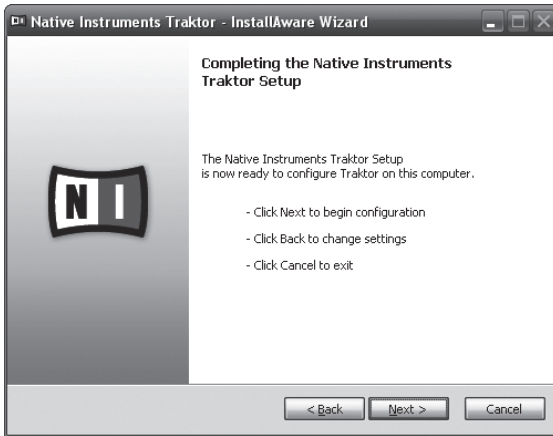 Native Instruments Traktor - InstallAware Wizard
Completing the Native Instruments
Traktor Setup
The Native Instruments Traktor Setup
is now ready to configure Traktor on this computer.
- Click Next to begin configuration
- Click Back to change settings
- Click Cancel to exit
NI
< Back Next > Cancel